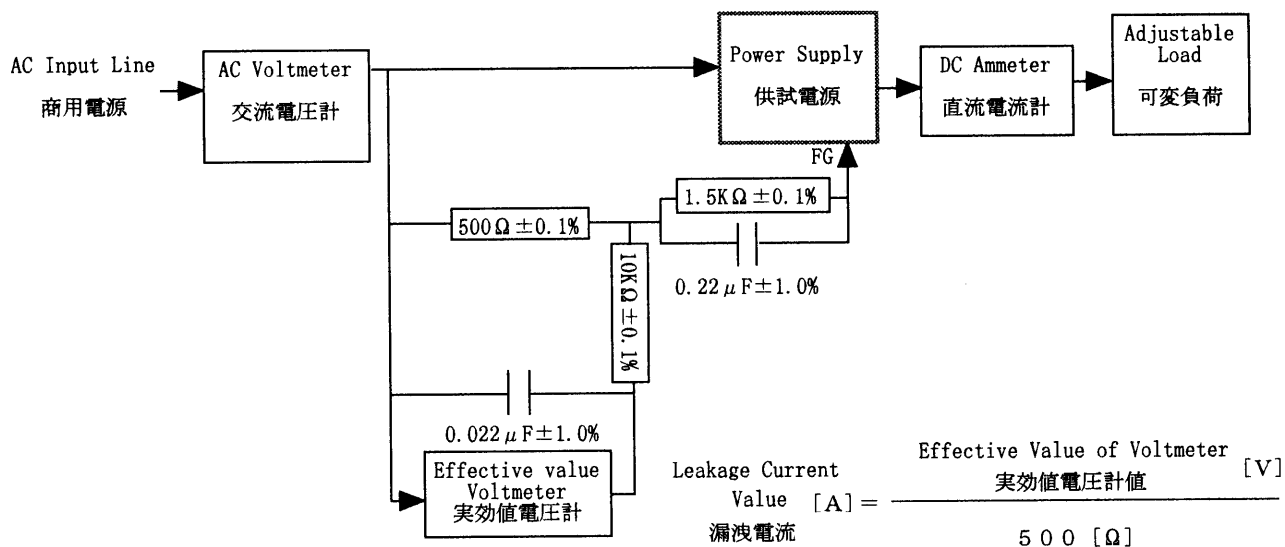 AC Input Line
商用電源
AC Voltmeter
交流電圧計
Power Supply
供試電源
DC Ammeter
直流電流計
Adjustable
Load
可変負荷
FG
1.5KΩ±0.1%
500Ω±0.1%
0.22μF±1.0%
10KΩ±0.1%
0.022μF±1.0%
Effective value
Voltmeter
実効値電圧計
Leakage Current
Value [A]=
漏洩電流
Effective Value of Voltmeter
実効値電圧計値 [V]
500 [Ω]